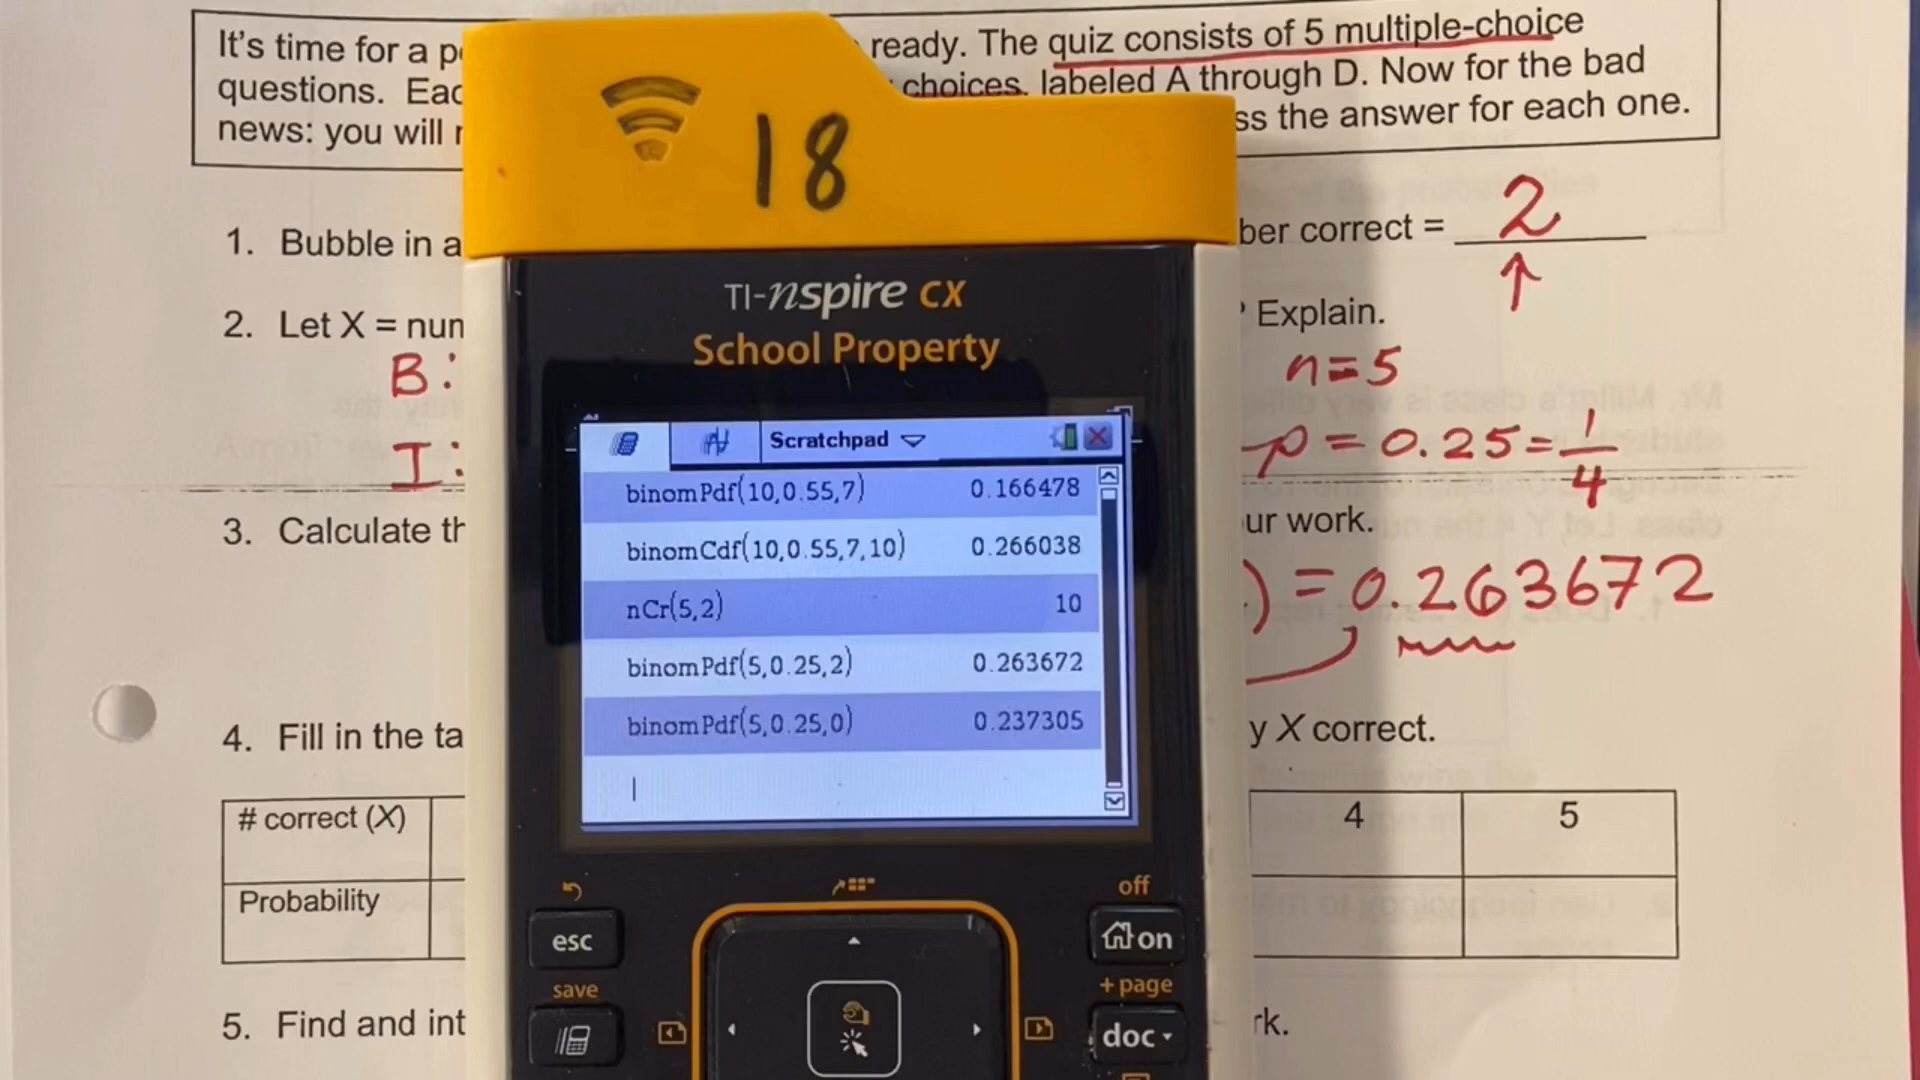 It's time for a p ready. The quiz consists of 5 multiple-choice
questions. Eac choices, labeled A through D. Now for the bad
news: you will ss the answer for each one.
18
1. Bubble in a ber correct = 2
↑
TI-nspire CX
School Property
2. Let X = num ? Explain.
B: n=5
I: p = 0.25 = 1/4
Scratchpad
binomPdf(10,0.55,7) 0.166478
binomCdf(10,0.55,7,10) 0.266038
nCr(5,2) 10
binomPdf(5,0.25,2) 0.263672
binomPdf(5,0.25,0) 0.237305
3. Calculate th ur work.
) = 0.263672
4. Fill in the ta y X correct.
# correct (X) 4 5
Probability
off
esc on
save + page
doc
5. Find and int rk.